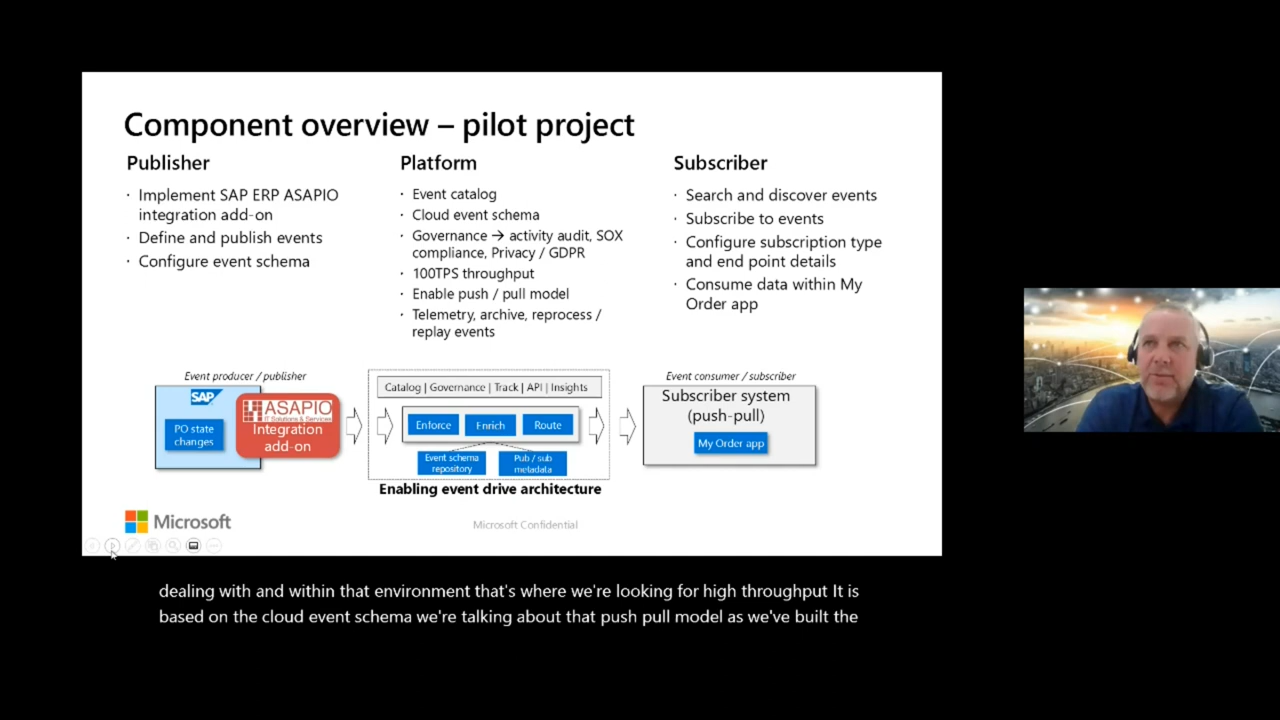 Component overview – pilot project
Publisher
· Implement SAP ERP ASAPIO
integration add-on
· Define and publish events
· Configure event schema
Platform
· Event catalog
· Cloud event schema
· Governance → activity audit, SOX
compliance, Privacy / GDPR
· 100TPS throughput
· Enable push / pull model
· Telemetry, archive, reprocess /
replay events
Subscriber
· Search and discover events
· Subscribe to events
· Configure subscription type
and end point details
· Consume data within My
Order app
Event producer / publisher
SAP
PO state
changes
ASAPIO
IT Solutions & Services
Integration
add-on
Catalog | Governance | Track | API | Insights
Enforce
Enrich
Route
Event schema
repository
Pub / sub
metadata
Enabling event drive architecture
Event consumer / subscriber
Subscriber system
(push-pull)
My Order app
Microsoft
Microsoft Confidential
dealing with and within that environment that's where we're looking for high throughput It is
based on the cloud event schema we're talking about that push pull model as we've built the